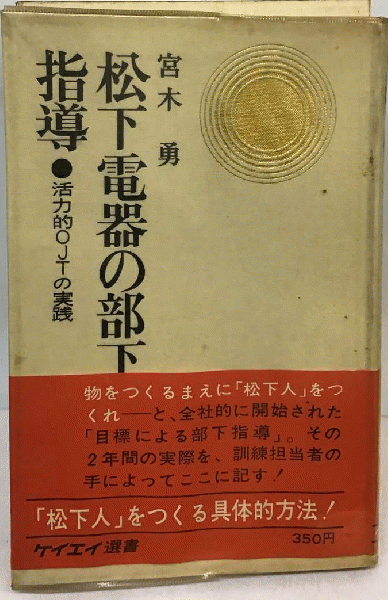 宮木 勇
松下電器の部下
指導●活力的OJTの実践
物をつくるまえに「松下人」をつ
くれ――と、全社的に開始された
「目標による部下指導」。その
2年間の実際を、訓練担当者の
手によってここに記す!
「松下人」をつくる具体的方法!
ケイエイ選書
350円